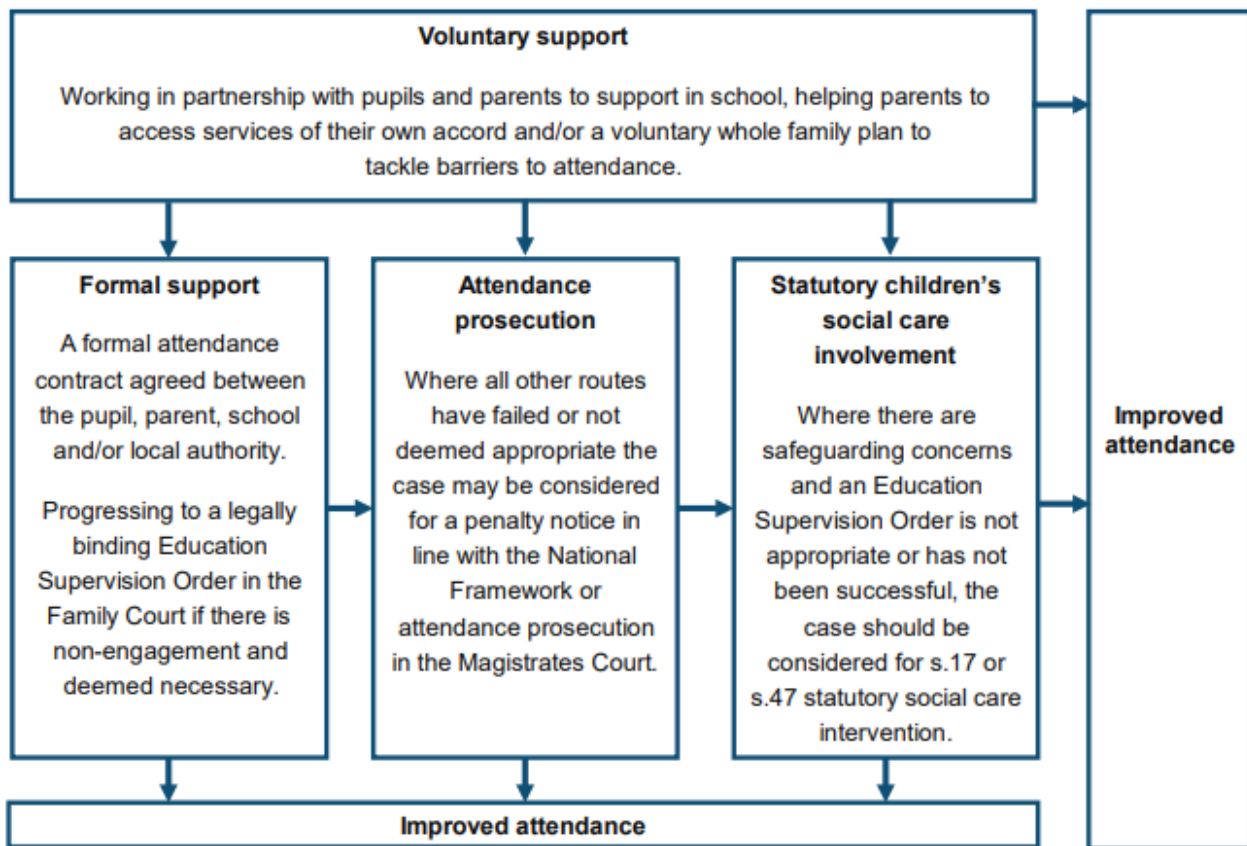 Voluntary support
Working in partnership with pupils and parents to support in school, helping parents to
access services of their own accord and/or a voluntary whole family plan to
tackle barriers to attendance.
Formal support
A formal attendance
contract agreed between
the pupil, parent, school
and/or local authority.
Progressing to a legally
binding Education
Supervision Order in the
Family Court if there is
non-engagement and
deemed necessary.
Attendance
prosecution
Where all other routes
have failed or not
deemed appropriate the
case may be considered
for a penalty notice in
line with the National
Framework or
attendance prosecution
in the Magistrates Court.
Statutory children’s
social care
involvement
Where there are
safeguarding concerns
and an Education
Supervision Order is not
appropriate or has not
been successful, the
case should be
considered for s.17 or
s.47 statutory social care
intervention.
Improved
attendance
Improved attendance